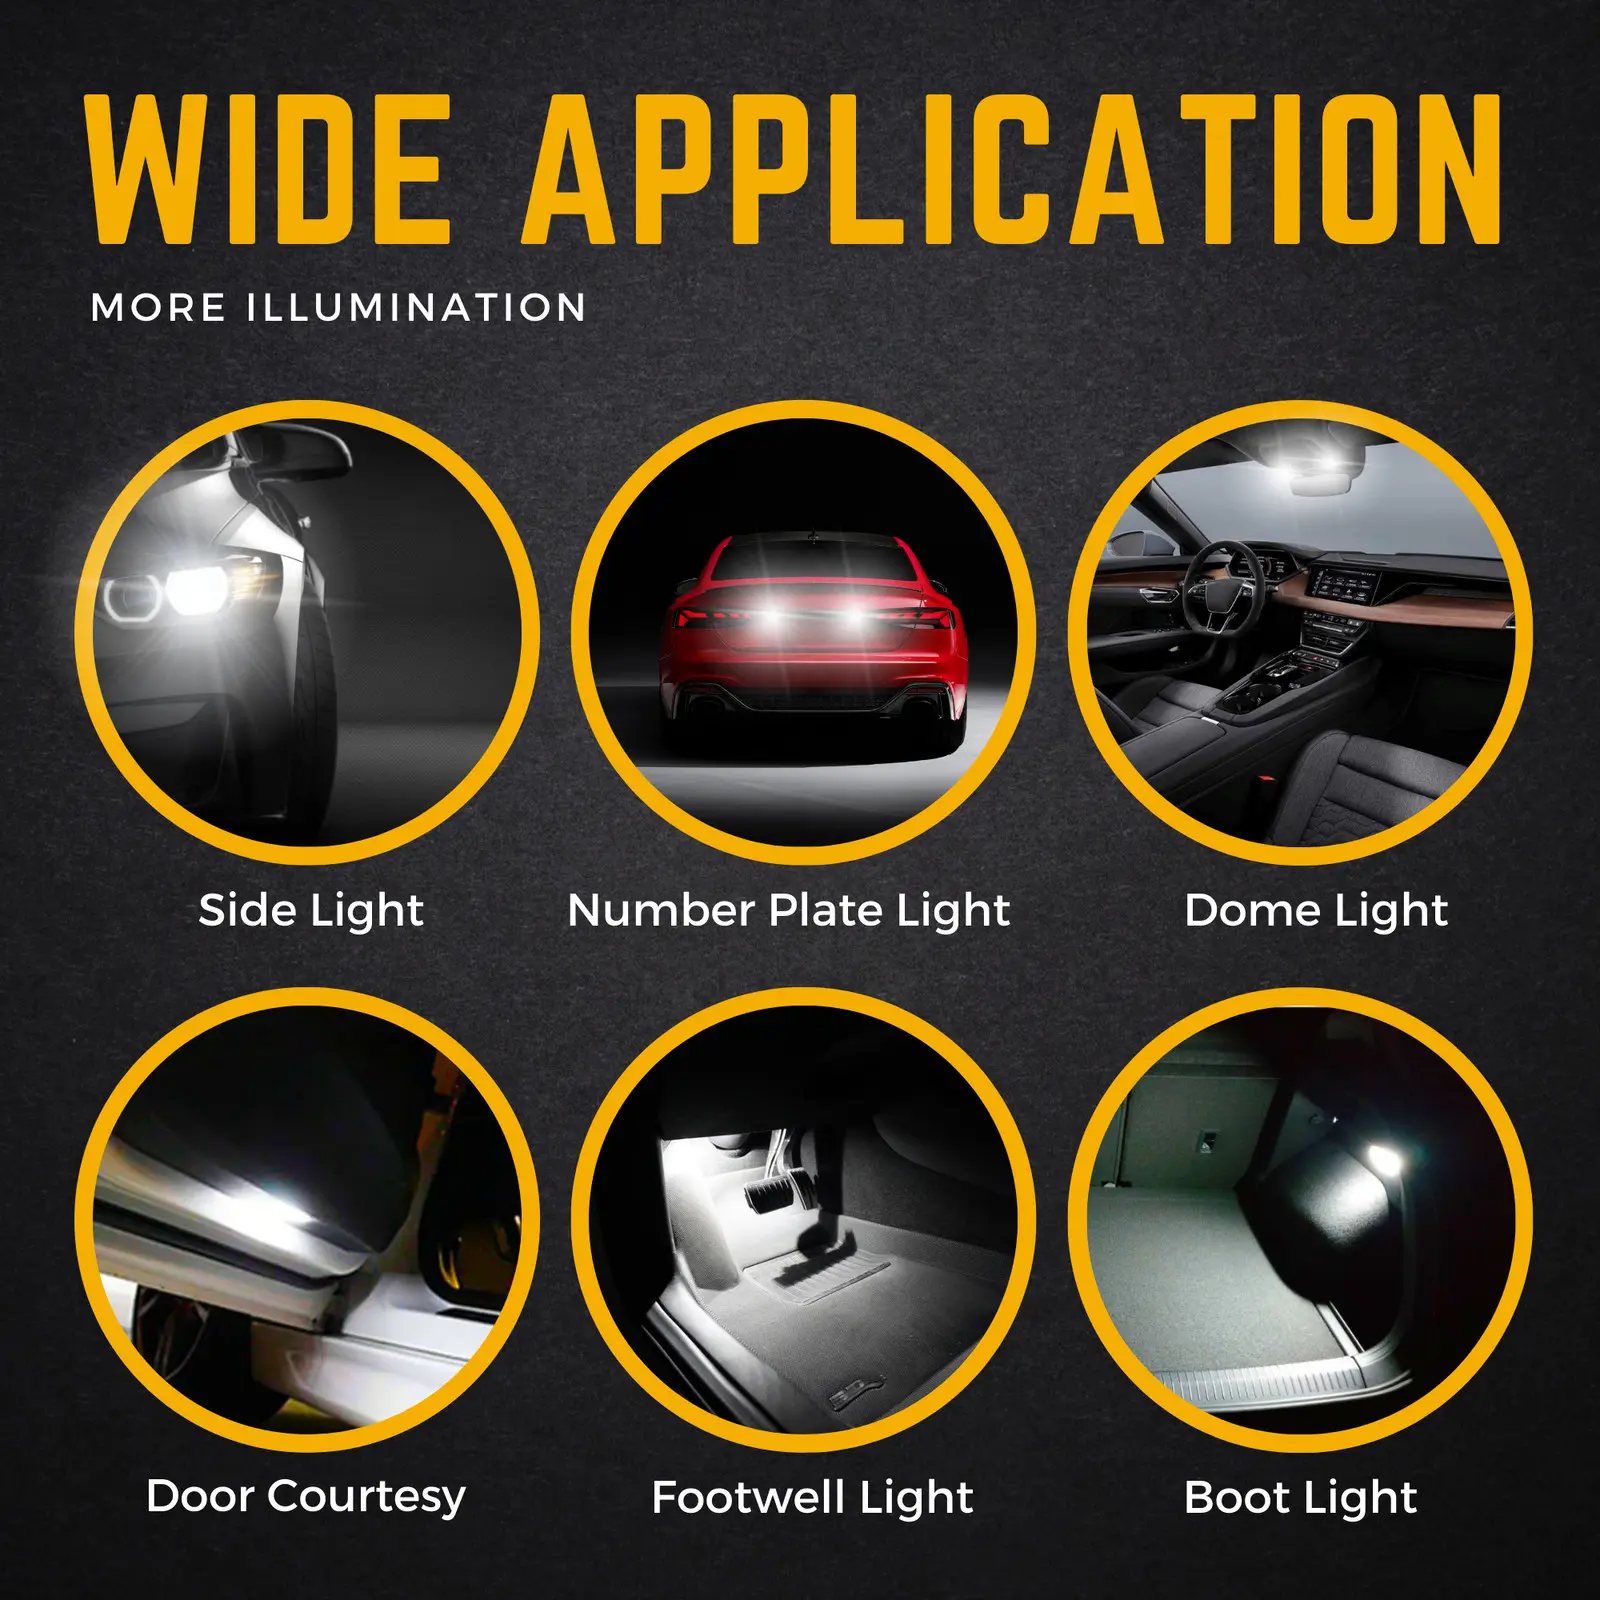 WIDE APPLICATION
MORE ILLUMINATION
Side Light
Number Plate Light
Dome Light
Door Courtesy
Footwell Light
Boot Light